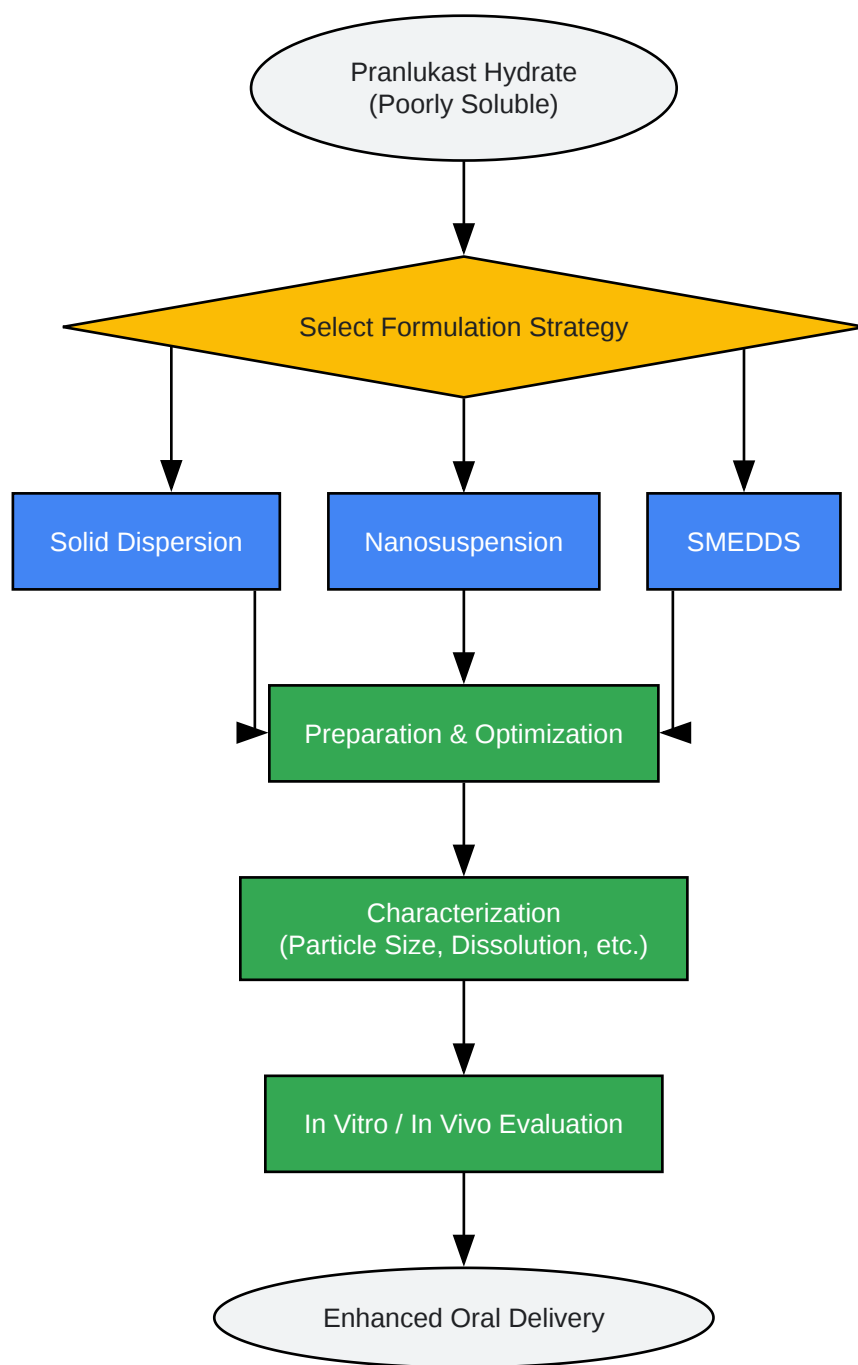 Pranlukast Hydrate
(Poorly Soluble)
Select Formulation Strategy
Solid Dispersion
Nanosuspension
SMEDDS
Preparation & Optimization
Characterization
(Particle Size, Dissolution, etc.)
In Vitro / In Vivo Evaluation
Enhanced Oral Delivery